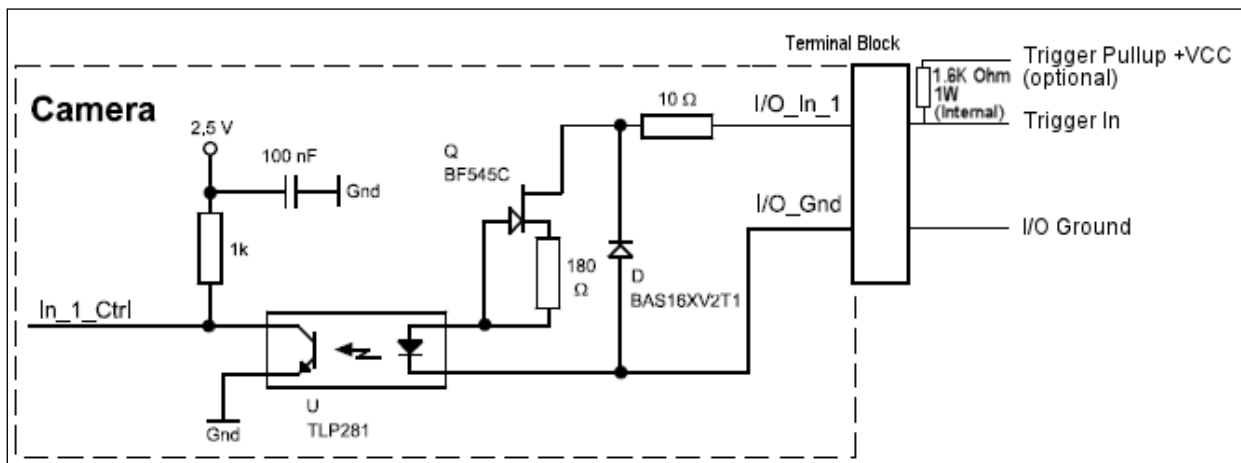 Terminal Block
Trigger Pullup +VCC
(optional)
1.6K Ohm
1W
(Internal)
Camera
10 Ω
I/O_In_1
Trigger In
2,5 V
100 nF
Gnd
Q
BF545C
I/O_Gnd
I/O Ground
1k
180
Ω
D
BAS16XV2T1
In_1_Ctrl
U
TLP281
Gnd